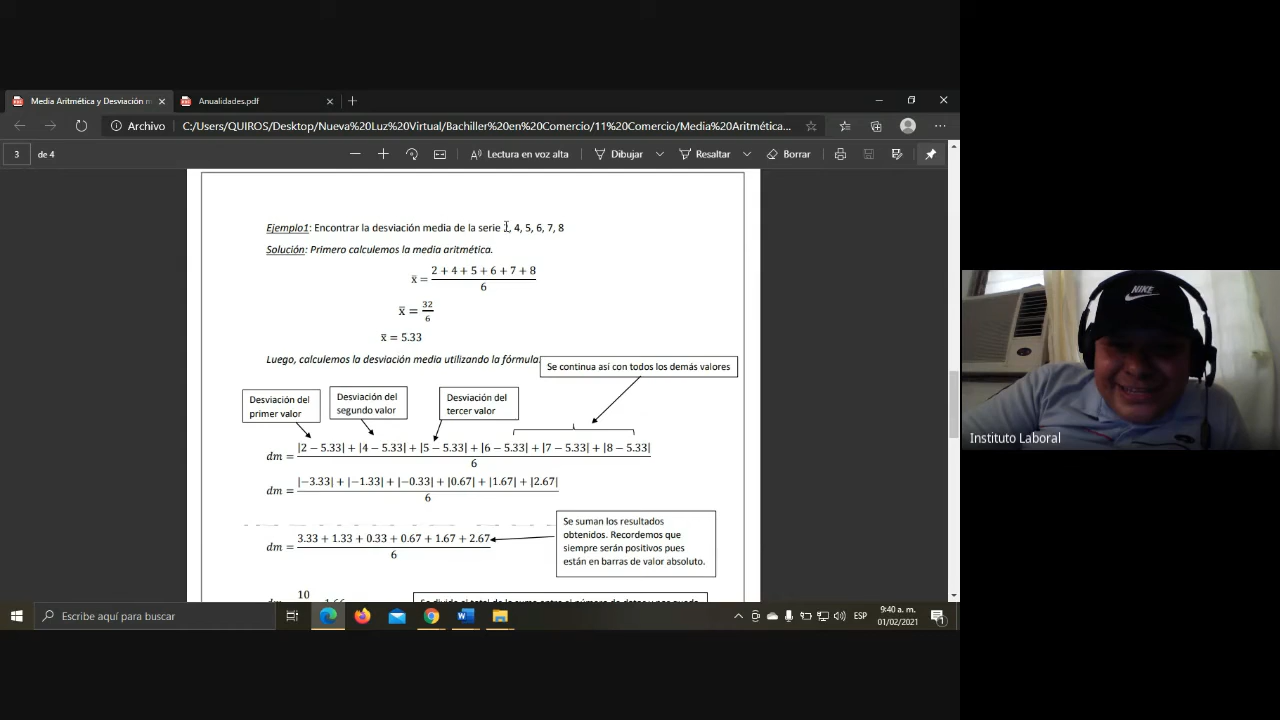 Media Aritmética y Desviación m
Anualidades.pdf
Archivo
C:/Users/QUIROS/Desktop/Nueva%20Luz%20Virtual/Bachiller%20en%20Comercio/11%20Comercio/Media%20Aritmética...
3 de 4
Lectura en voz alta
Dibujar
Resaltar
Borrar
Ejemplo1: Encontrar la desviación media de la serie , 4, 5, 6, 7, 8
Solución: Primero calculemos la media aritmética.
x̄ = (2 + 4 + 5 + 6 + 7 + 8) / 6
x̄ = 32/6
x̄ = 5.33
Luego, calculemos la desviación media utilizando la fórmula
Se continua así con todos los demás valores
Desviación del
primer valor
Desviación del
segundo valor
Desviación del
tercer valor
dm = (|2 − 5.33| + |4 − 5.33| + |5 − 5.33| + |6 − 5.33| + |7 − 5.33| + |8 − 5.33|) / 6
dm = (|−3.33| + |−1.33| + |−0.33| + |0.67| + |1.67| + |2.67|) / 6
dm = (3.33 + 1.33 + 0.33 + 0.67 + 1.67 + 2.67) / 6
Se suman los resultados
obtenidos. Recordemos que
siempre serán positivos pues
están en barras de valor absoluto.
10
NIKE
Instituto Laboral
Escribe aquí para buscar
ESP
9:40 a. m.
01/02/2021
1